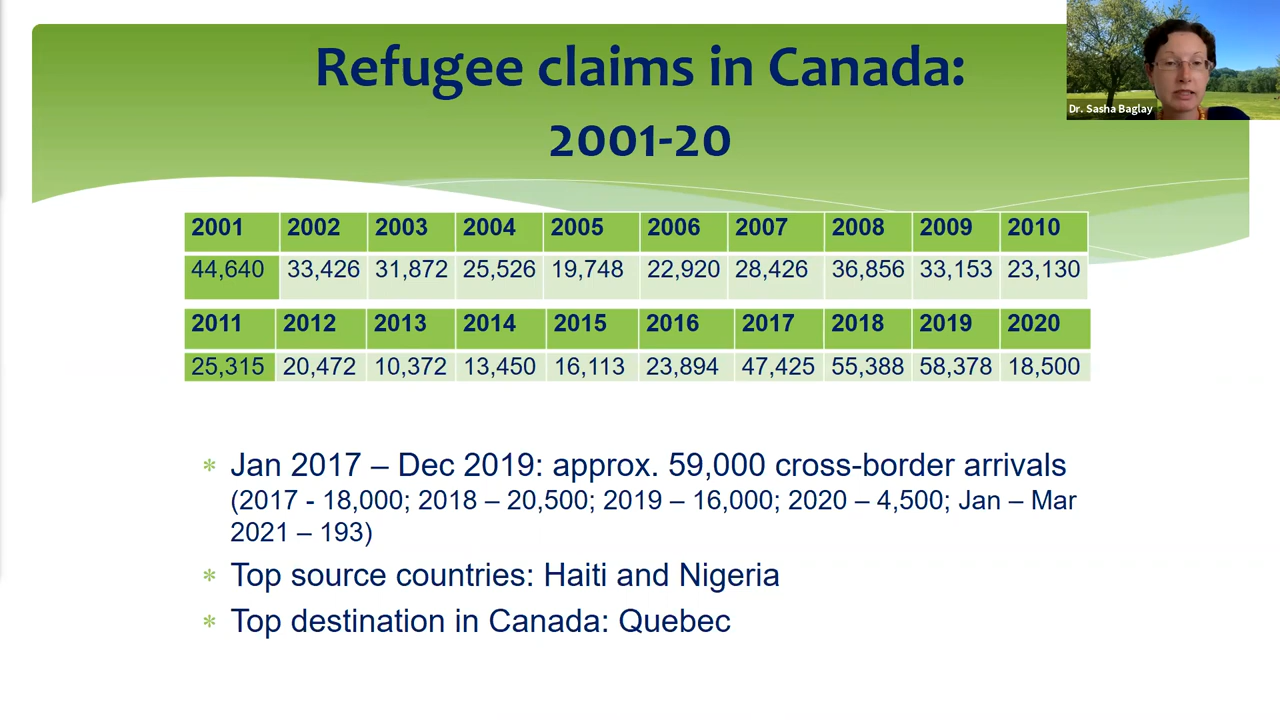 Refugee claims in Canada:
2001-20
Dr. Sasha Baglay
2001 2002 2003 2004 2005 2006 2007 2008 2009 2010
44,640 33,426 31,872 25,526 19,748 22,920 28,426 36,856 33,153 23,130
2011 2012 2013 2014 2015 2016 2017 2018 2019 2020
25,315 20,472 10,372 13,450 16,113 23,894 47,425 55,388 58,378 18,500
* Jan 2017 – Dec 2019: approx. 59,000 cross-border arrivals
(2017 - 18,000; 2018 – 20,500; 2019 – 16,000; 2020 – 4,500; Jan – Mar
2021 – 193)
* Top source countries: Haiti and Nigeria
* Top destination in Canada: Quebec